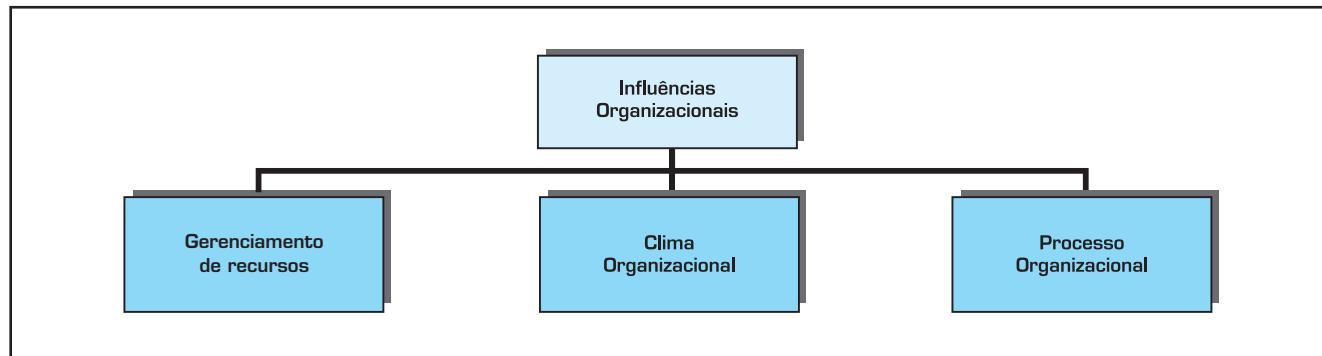 Influências
Organizacionais
Gerenciamento
de recursos
Clima
Organizacional
Processo
Organizacional